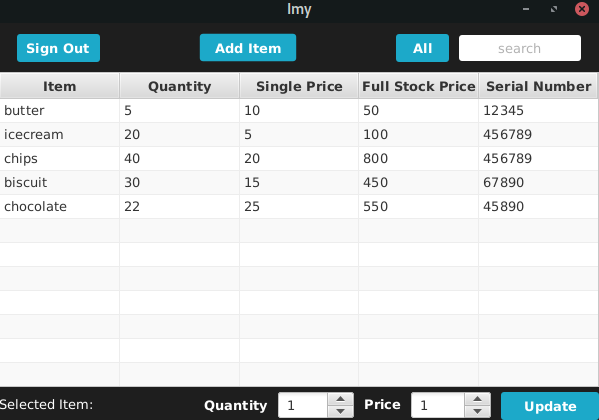 Imy
Sign Out Add Item All search
Item Quantity Single Price Full Stock Price Serial Number
butter 5 10 50 12345
icecream 20 5 100 456789
chips 40 20 800 456789
biscuit 30 15 450 67890
chocolate 22 25 550 45890
Selected Item: Quantity 1 Price 1 Update